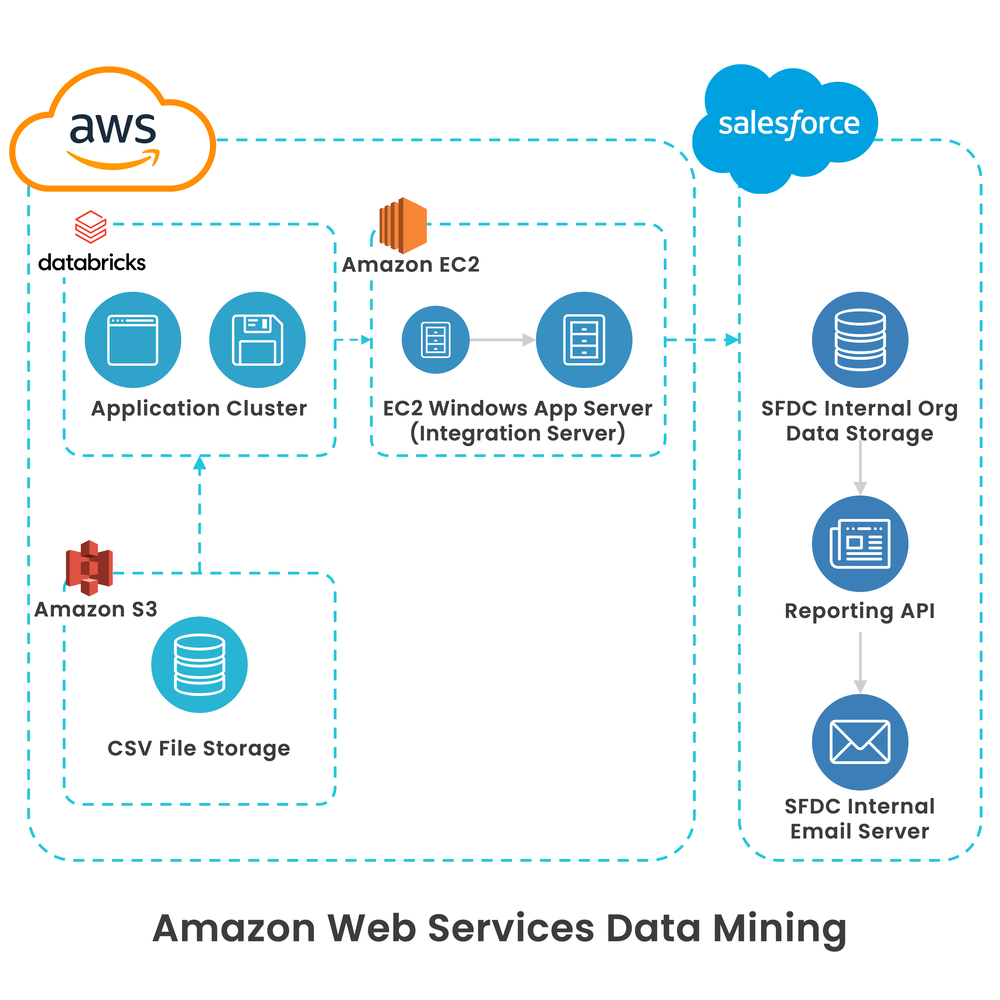 aws
salesforce
databricks
Amazon EC2
Application Cluster
EC2 Windows App Server
(Integration Server)
SFDC Internal Org
Data Storage
Amazon S3
Reporting API
CSV File Storage
SFDC Internal
Email Server
Amazon Web Services Data Mining